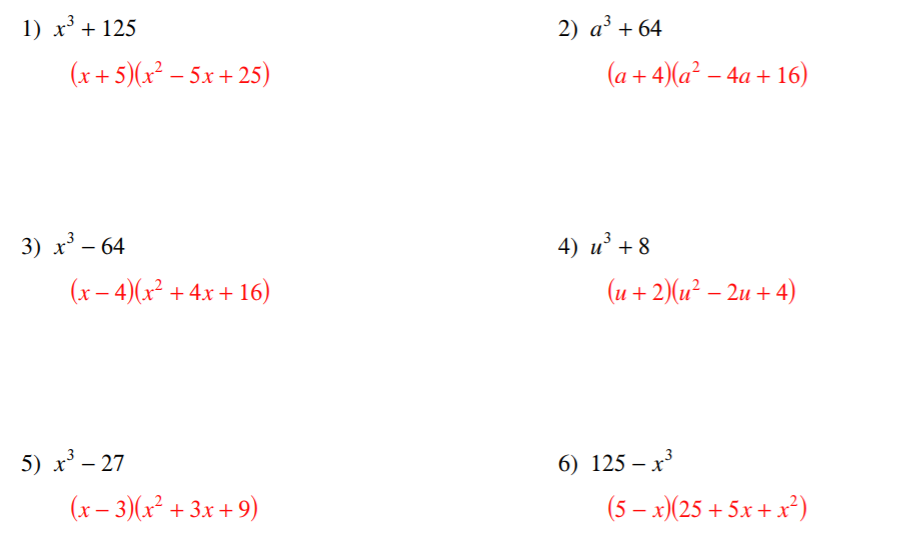 1) x³ + 125
(x + 5)(x² − 5x + 25)
2) a³ + 64
(a + 4)(a² − 4a + 16)
3) x³ − 64
(x − 4)(x² + 4x + 16)
4) u³ + 8
(u + 2)(u² − 2u + 4)
5) x³ − 27
(x − 3)(x² + 3x + 9)
6) 125 − x³
(5 − x)(25 + 5x + x²)